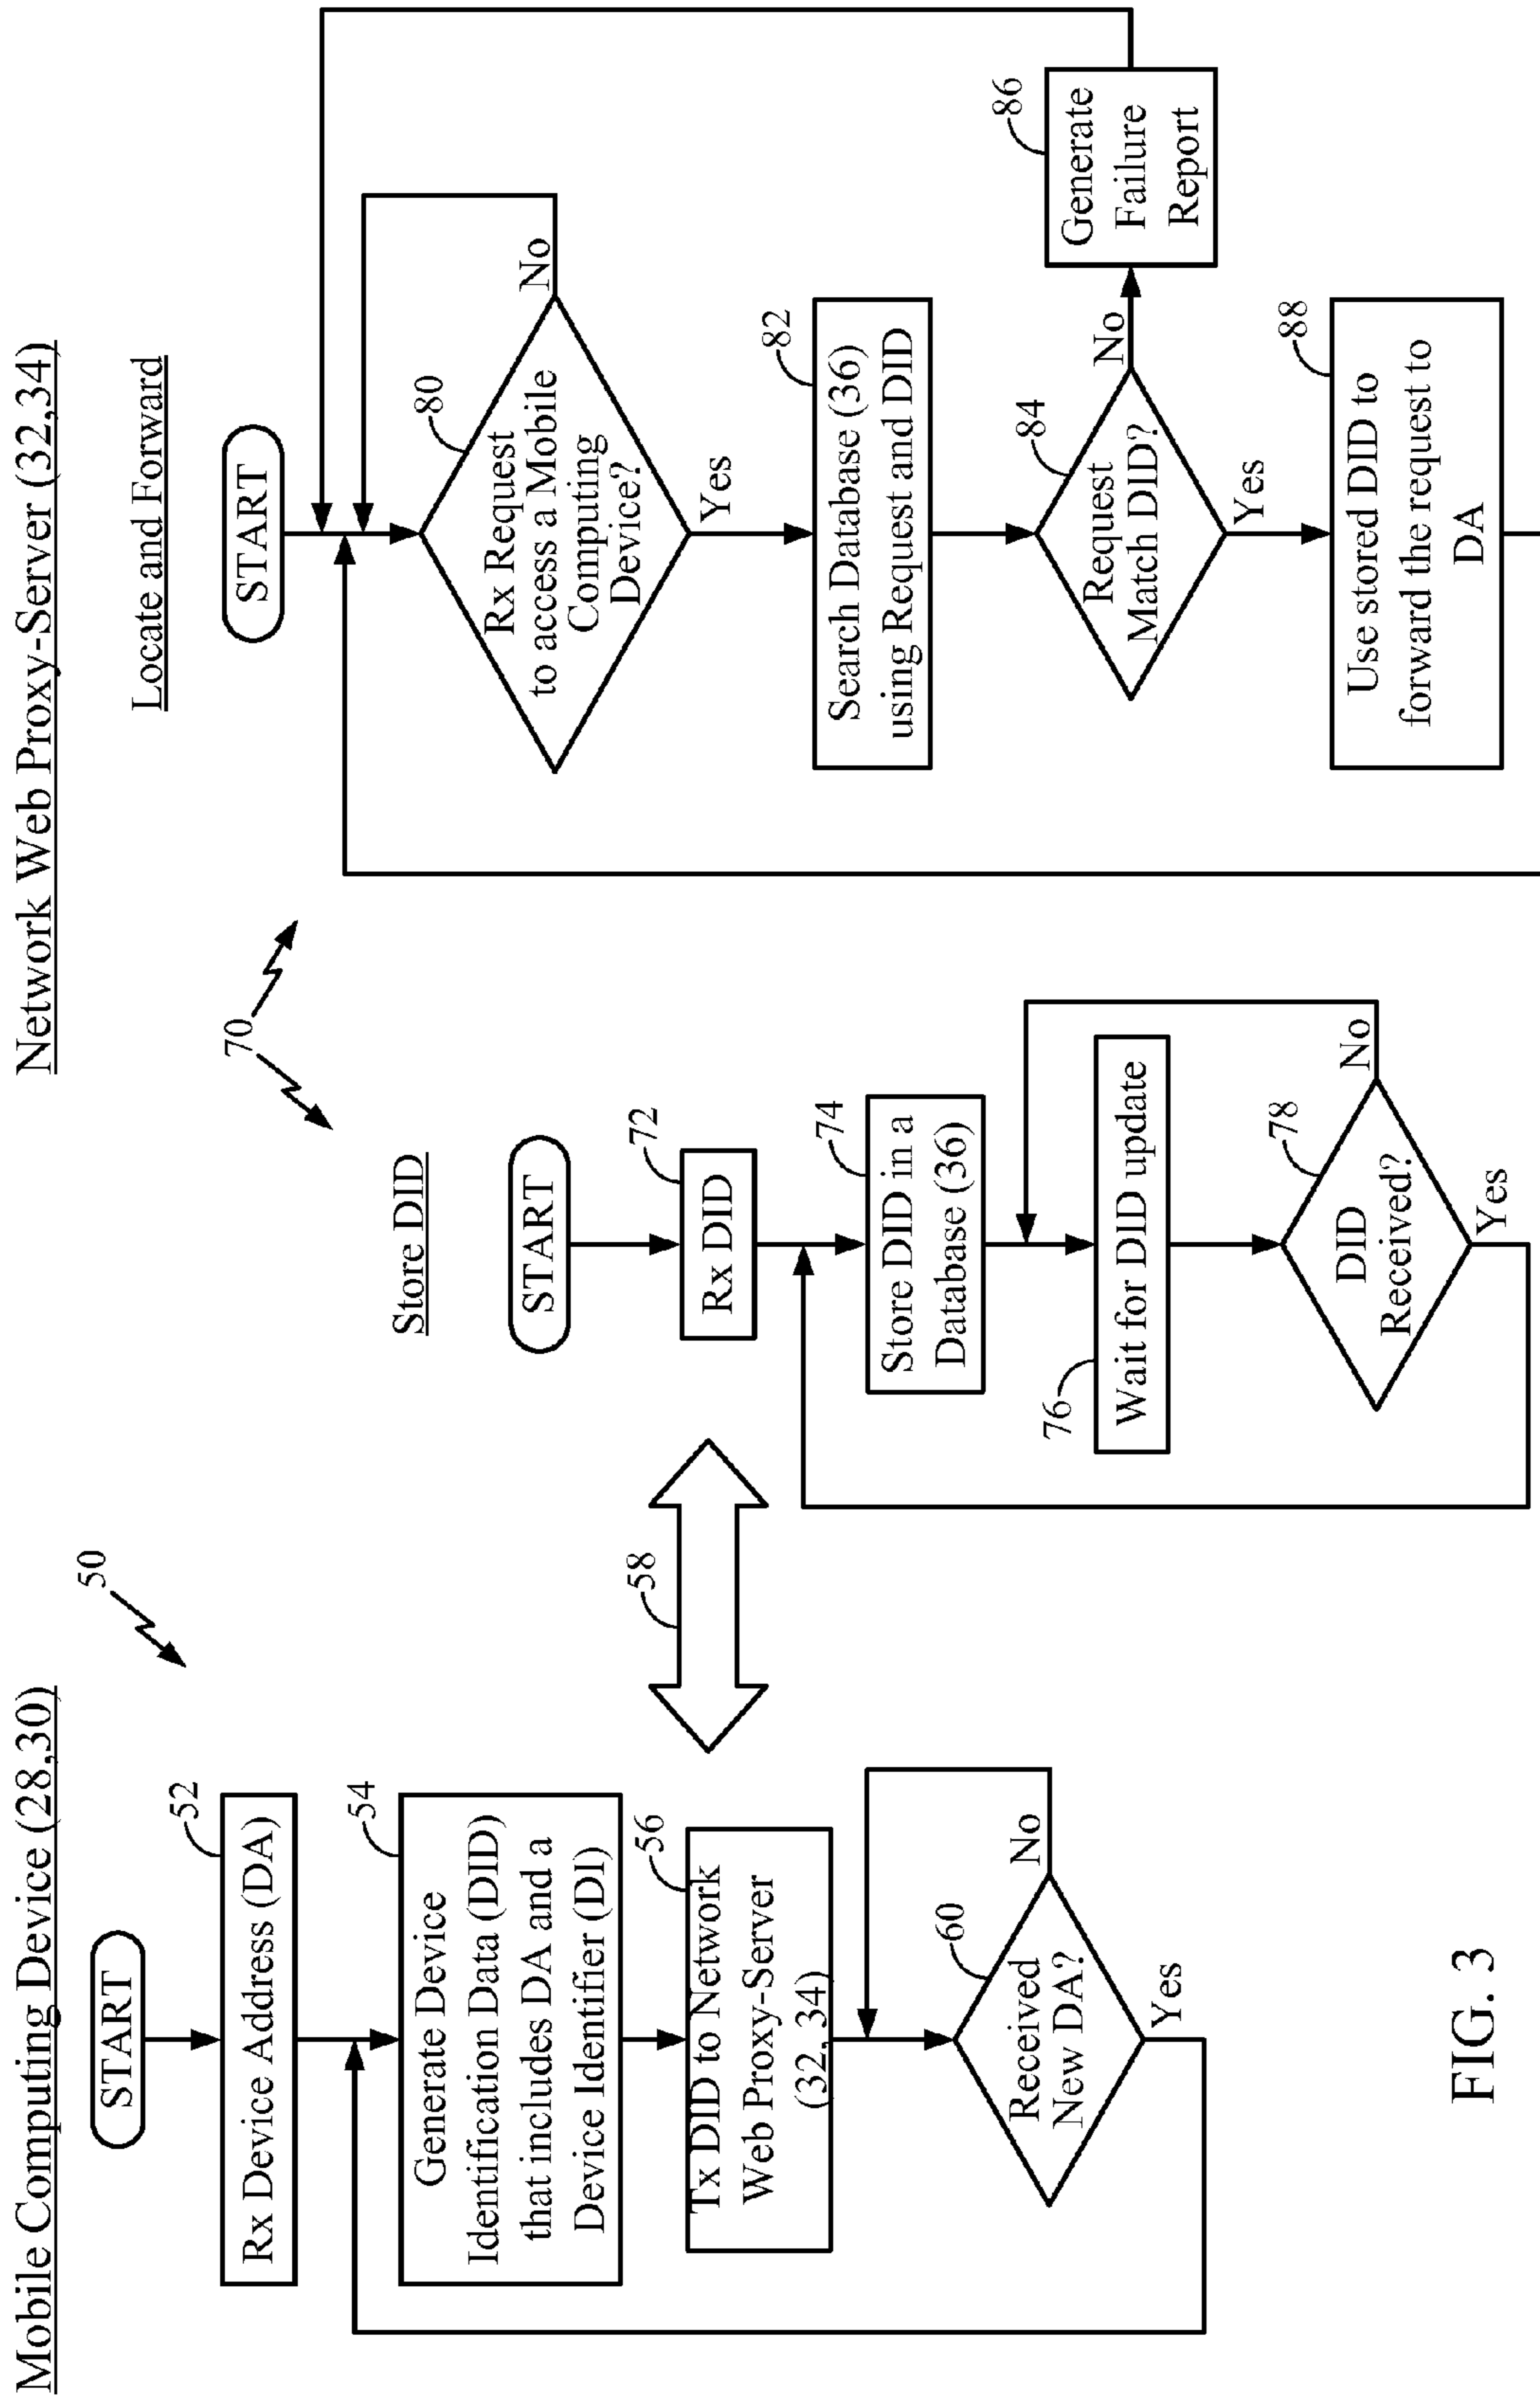 Mobile Computing Device (28,30)
50
START
52
Rx Device Address (DA)
54
Generate Device
Identification Data (DID)
that includes DA and a
Device Identifier (DI)
56
Tx DID to Network
Web Proxy-Server
(32, 34)
60
Received
New DA?
No
Yes
58
Network Web Proxy-Server (32,34)
70
Store DID
START
72
Rx DID
74
Store DID in a
Database (36)
76
Wait for DID update
78
DID
Received?
No
Yes
Locate and Forward
START
80
Rx Request
to access a Mobile
Computing
Device?
No
Yes
82
Search Database (36)
using Request and DID
84
Request
Match DID?
No
Yes
86
Generate
Failure
Report
88
Use stored DID to
forward the request to
DA
FIG. 3